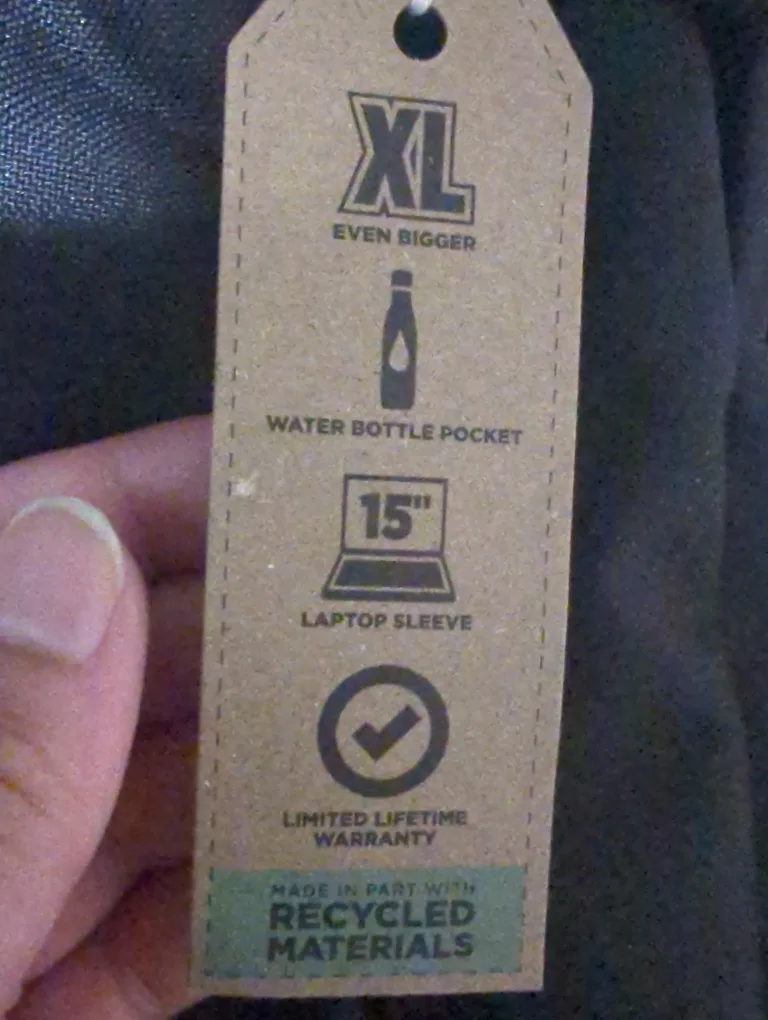 XL
EVEN BIGGER
WATER BOTTLE POCKET
15"
LAPTOP SLEEVE
LIMITED LIFETIME
WARRANTY
MADE IN PART WITH
RECYCLED
MATERIALS